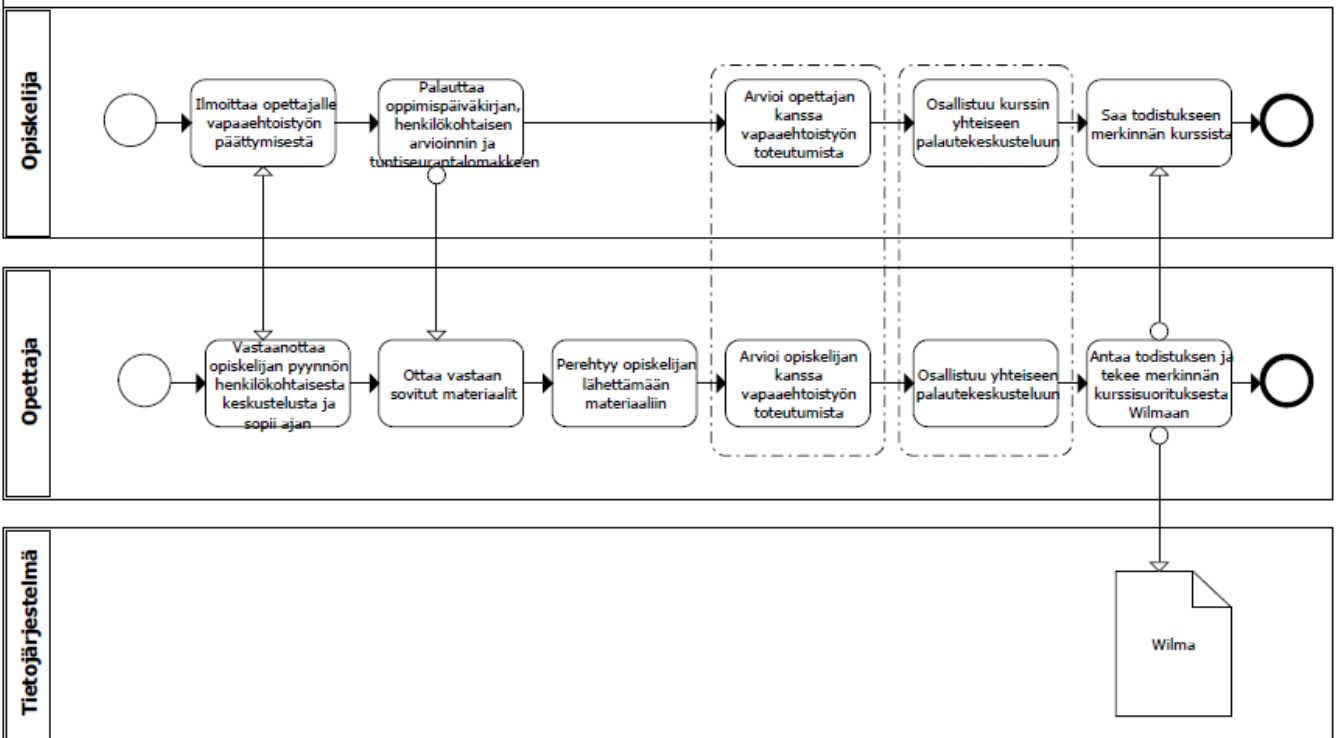 Opiskelija
Ilmoittaa opettajalle
vapaaehtoistyön
päättymisestä
Palauttaa
oppimispäiväkirjan,
henkilökohtaisen
arvioinnin ja
tuntiseurantalomakkeen
Arvioi opettajan
kanssa
vapaaehtoistyön
toteutumista
Osallistuu kurssin
yhteiseen
palautekeskusteluun
Saa todistukseen
merkinnän kurssista
Opettaja
Vastaanottaa
opiskelijan pyynnön
henkilökohtaisesta
keskustelusta ja
sopii ajan
Ottaa vastaan
sovitut materiaalit
Perehtyy opiskelijan
lähettämään
materiaaliin
Arvioi opiskelijan
kanssa
vapaaehtoistyön
toteutumista
Osallistuu yhteiseen
palautekeskusteluun
Antaa todistuksen ja
tekee merkinnän
kurssisuorituksesta
Wilmaan
Tietojärjestelmä
Wilma